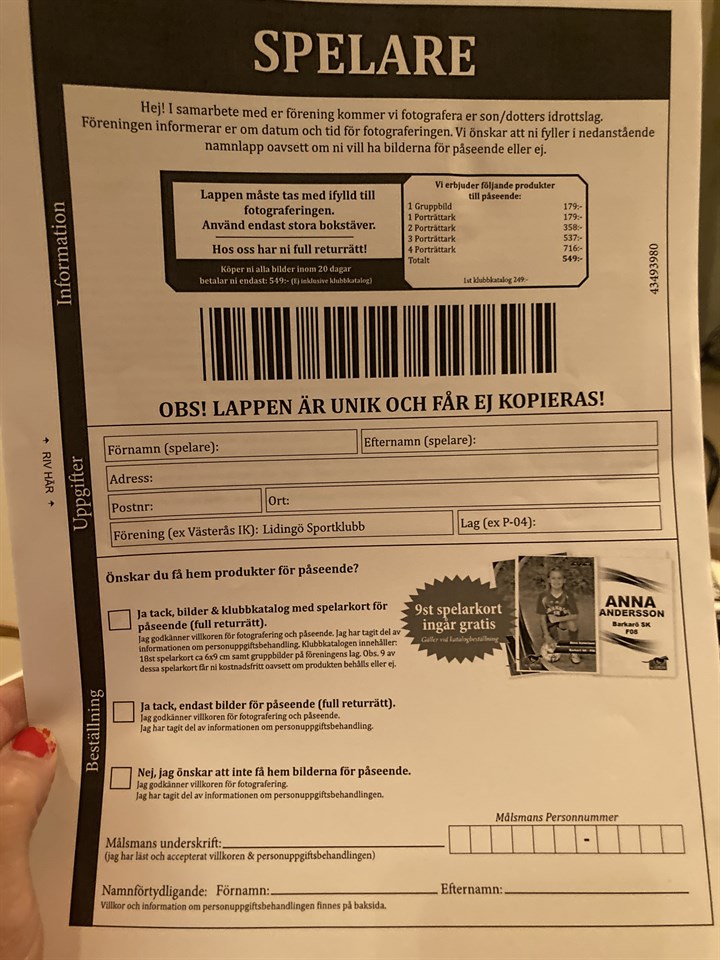 SPELARE
Hej! I samarbete med er förening kommer vi fotografera er son/dotters idrottslag.
Föreningen informerar er om datum och tid för fotograferingen. Vi önskar att ni fyller i nedanstående
namnlapp oavsett om ni vill ha bilderna för påseende eller ej.
Information
Lappen måste tas med ifylld till
fotograferingen.
Använd endast stora bokstäver.
Hos oss har ni full returrätt!
Köper ni alla bilder inom 20 dagar
betalar ni endast: 549:- (Ej inklusive klubbkatalog)
Vi erbjuder följande produkter
till påseende:
1 Gruppbild 179:-
1 Porträttark 179:-
2 Porträttark 358:-
3 Porträttark 537:-
4 Porträttark 716:-
Totalt 549:-
1st klubbkatalog 249:-
43493980
OBS! LAPPEN ÄR UNIK OCH FÅR EJ KOPIERAS!
RIV HÄR
Uppgifter
Förnamn (spelare): Efternamn (spelare):
Adress:
Postnr: Ort:
Förening (ex Västerås IK): Lidingö Sportklubb Lag (ex P-04):
Beställning
Önskar du få hem produkter för påseende?
Ja tack, bilder & klubbkatalog med spelarkort för
påseende (full returrätt).
Jag godkänner villkoren för fotografering och påseende. Jag har tagit del av
informationen om personuppgiftsbehandling. Klubbkatalogen innehåller:
18st spelarkort ca 6x9 cm samt gruppbilder på föreningens lag. Obs. 9 av
dessa spelarkort får ni kostnadsfritt oavsett om produkten behålls eller ej.
9st spelarkort
ingår gratis
Gäller vid katalogbeställning
ANNA
ANDERSSON
Barkarö SK
F08
Ja tack, endast bilder för påseende (full returrätt).
Jag godkänner villkoren för fotografering och påseende.
Jag har tagit del av informationen om personuppgiftsbehandling.
Nej, jag önskar att inte få hem bilderna för påseende.
Jag godkänner villkoren för fotografering.
Jag har tagit del av informationen om personuppgiftsbehandlingen.
Målsmans Personnummer
-
Målsmans underskrift:
(jag har läst och accepterat villkoren & personuppgiftsbehandlingen)
Namnförtydligande: Förnamn: Efternamn:
Villkor och information om personuppgiftsbehandlingen finnes på baksida.